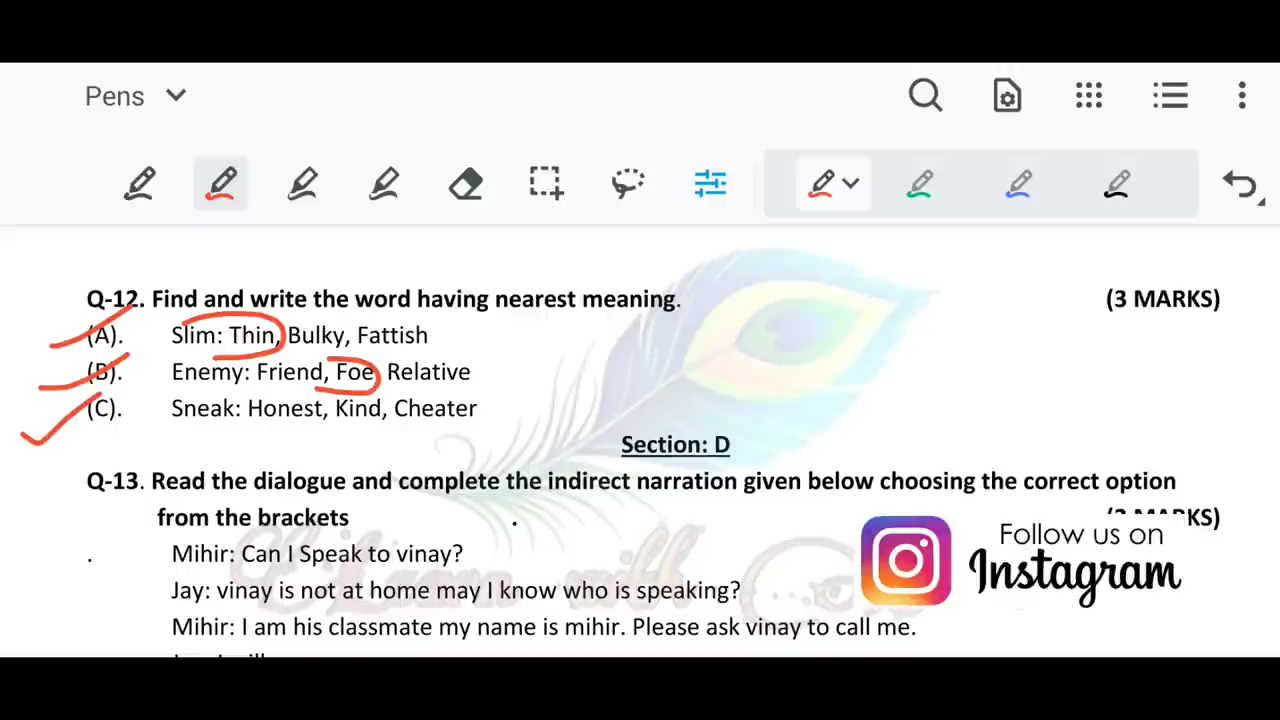 Pens
Q-12. Find and write the word having nearest meaning. (3 MARKS)
(A). Slim: Thin, Bulky, Fattish
(B). Enemy: Friend, Foe, Relative
(C). Sneak: Honest, Kind, Cheater
Section: D
Q-13. Read the dialogue and complete the indirect narration given below choosing the correct option
from the brackets . KS)
. Mihir: Can I Speak to vinay?
Jay: vinay is not at home may I know who is speaking?
Mihir: I am his classmate my name is mihir. Please ask vinay to call me.
Follow us on
Instagram